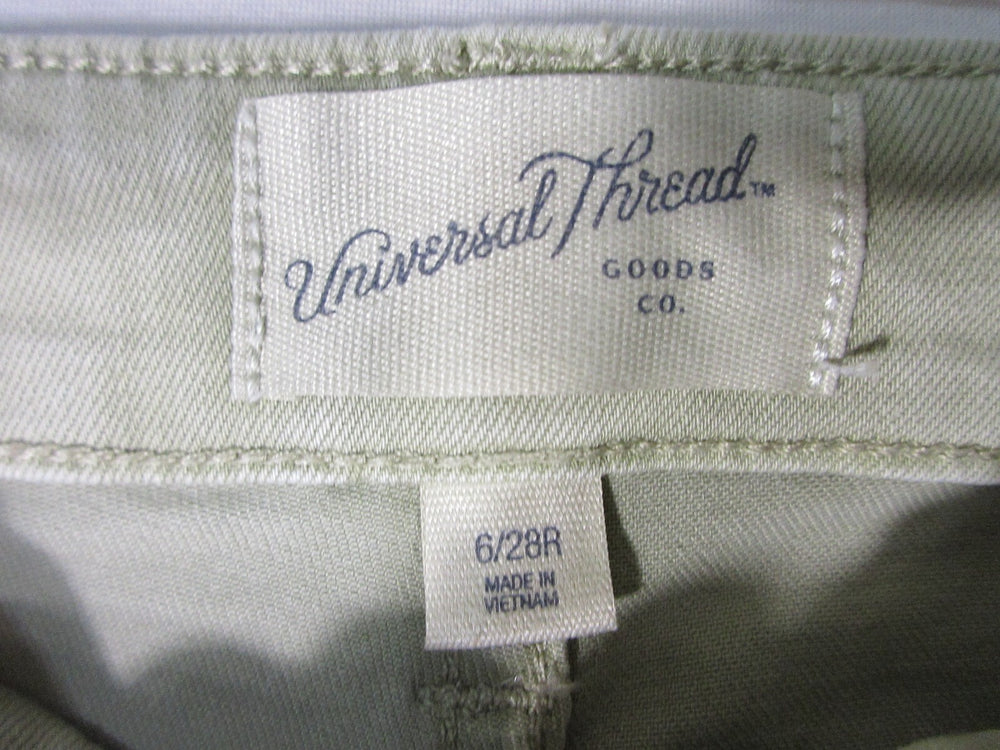 Universal Thread™
GOODS
CO.
6/28R
MADE IN
VIETNAM